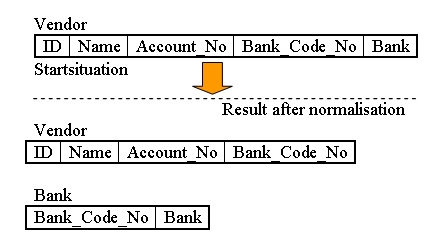 Vendor
ID Name Account_No Bank_Code_No Bank
Startsituation
Result after normalisation
Vendor
ID Name Account_No Bank_Code_No
Bank
Bank_Code_No Bank